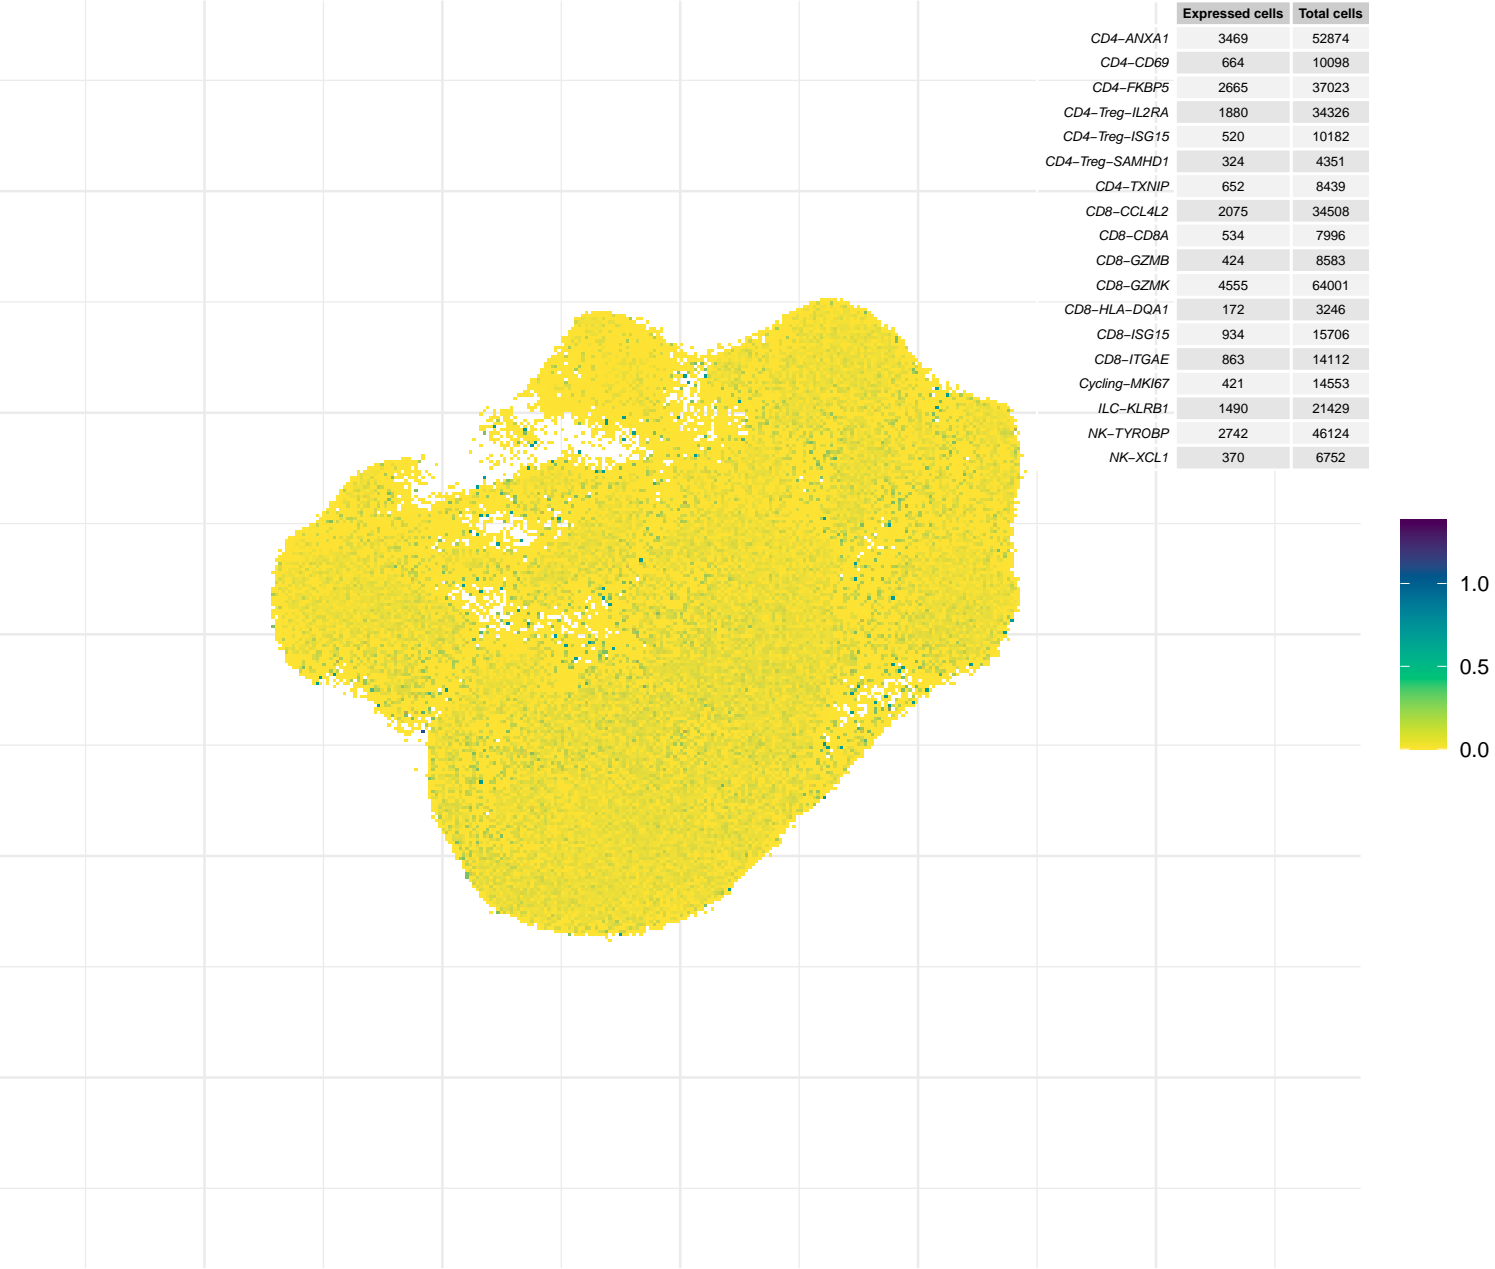 Expressed cells Total cells
CD4−ANXA1 3469 52874
CD4−CD69 664 10098
CD4−FKBP5 2665 37023
CD4−Treg−IL2RA 1880 34326
CD4−Treg−ISG15 520 10182
CD4−Treg−SAMHD1 324 4351
CD4−TXNIP 652 8439
CD8−CCL4L2 2075 34508
CD8−CD8A 534 7996
CD8−GZMB 424 8583
CD8−GZMK 4555 64001
CD8−HLA−DQA1 172 3246
CD8−ISG15 934 15706
CD8−ITGAE 863 14112
Cycling−MKI67 421 14553
ILC−KLRB1 1490 21429
NK−TYROBP 2742 46124
NK−XCL1 370 6752
1.0
0.5
0.0